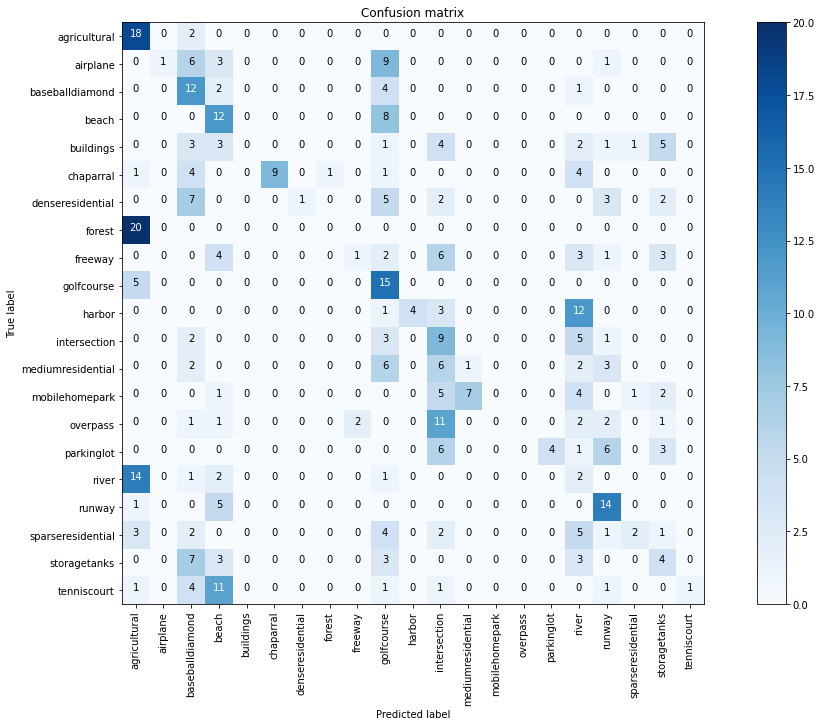 Confusion matrix
agricultural 18 0 2 0 0 0 0 0 0 0 0 0 0 0 0 0 0 0 0 0 0
airplane 0 1 6 3 0 0 0 0 0 9 0 0 0 0 0 0 0 1 0 0 0
baseballdiamond 0 0 12 2 0 0 0 0 0 4 0 0 0 0 0 0 1 0 0 0 0
beach 0 0 0 12 0 0 0 0 0 8 0 0 0 0 0 0 0 0 0 0 0
buildings 0 0 3 3 0 0 0 0 0 1 0 4 0 0 0 0 2 1 1 5 0
chaparral 1 0 4 0 0 9 0 1 0 1 0 0 0 0 0 0 4 0 0 0 0
denseresidential 0 0 7 0 0 0 1 0 0 5 0 2 0 0 0 0 0 3 0 2 0
forest 20 0 0 0 0 0 0 0 0 0 0 0 0 0 0 0 0 0 0 0 0
freeway 0 0 0 4 0 0 0 0 1 2 0 6 0 0 0 0 3 1 0 3 0
golfcourse 5 0 0 0 0 0 0 0 0 15 0 0 0 0 0 0 0 0 0 0 0
harbor 0 0 0 0 0 0 0 0 0 1 4 3 0 0 0 0 12 0 0 0 0
intersection 0 0 2 0 0 0 0 0 0 3 0 9 0 0 0 0 5 1 0 0 0
mediumresidential 0 0 2 0 0 0 0 0 0 6 0 6 1 0 0 0 2 3 0 0 0
mobilehomepark 0 0 0 1 0 0 0 0 0 0 0 5 7 0 0 0 4 0 1 2 0
overpass 0 0 1 1 0 0 0 0 2 0 0 11 0 0 0 0 2 2 0 1 0
parkinglot 0 0 0 0 0 0 0 0 0 0 0 6 0 0 0 4 1 6 0 3 0
river 14 0 1 2 0 0 0 0 0 1 0 0 0 0 0 0 2 0 0 0 0
runway 1 0 0 5 0 0 0 0 0 0 0 0 0 0 0 0 0 14 0 0 0
sparseresidential 3 0 2 0 0 0 0 0 0 4 0 2 0 0 0 0 5 1 2 1 0
storagetanks 0 0 7 3 0 0 0 0 0 3 0 0 0 0 0 0 3 0 0 4 0
tenniscourt 1 0 4 11 0 0 0 0 0 1 0 1 0 0 0 0 0 1 0 0 1
True label
agricultural
airplane
baseballdiamond
beach
buildings
chaparral
denseresidential
forest
freeway
golfcourse
harbor
intersection
mediumresidential
mobilehomepark
overpass
parkinglot
river
runway
sparseresidential
storagetanks
tenniscourt
Predicted label
20.0
17.5
15.0
12.5
10.0
7.5
5.0
2.5
0.0